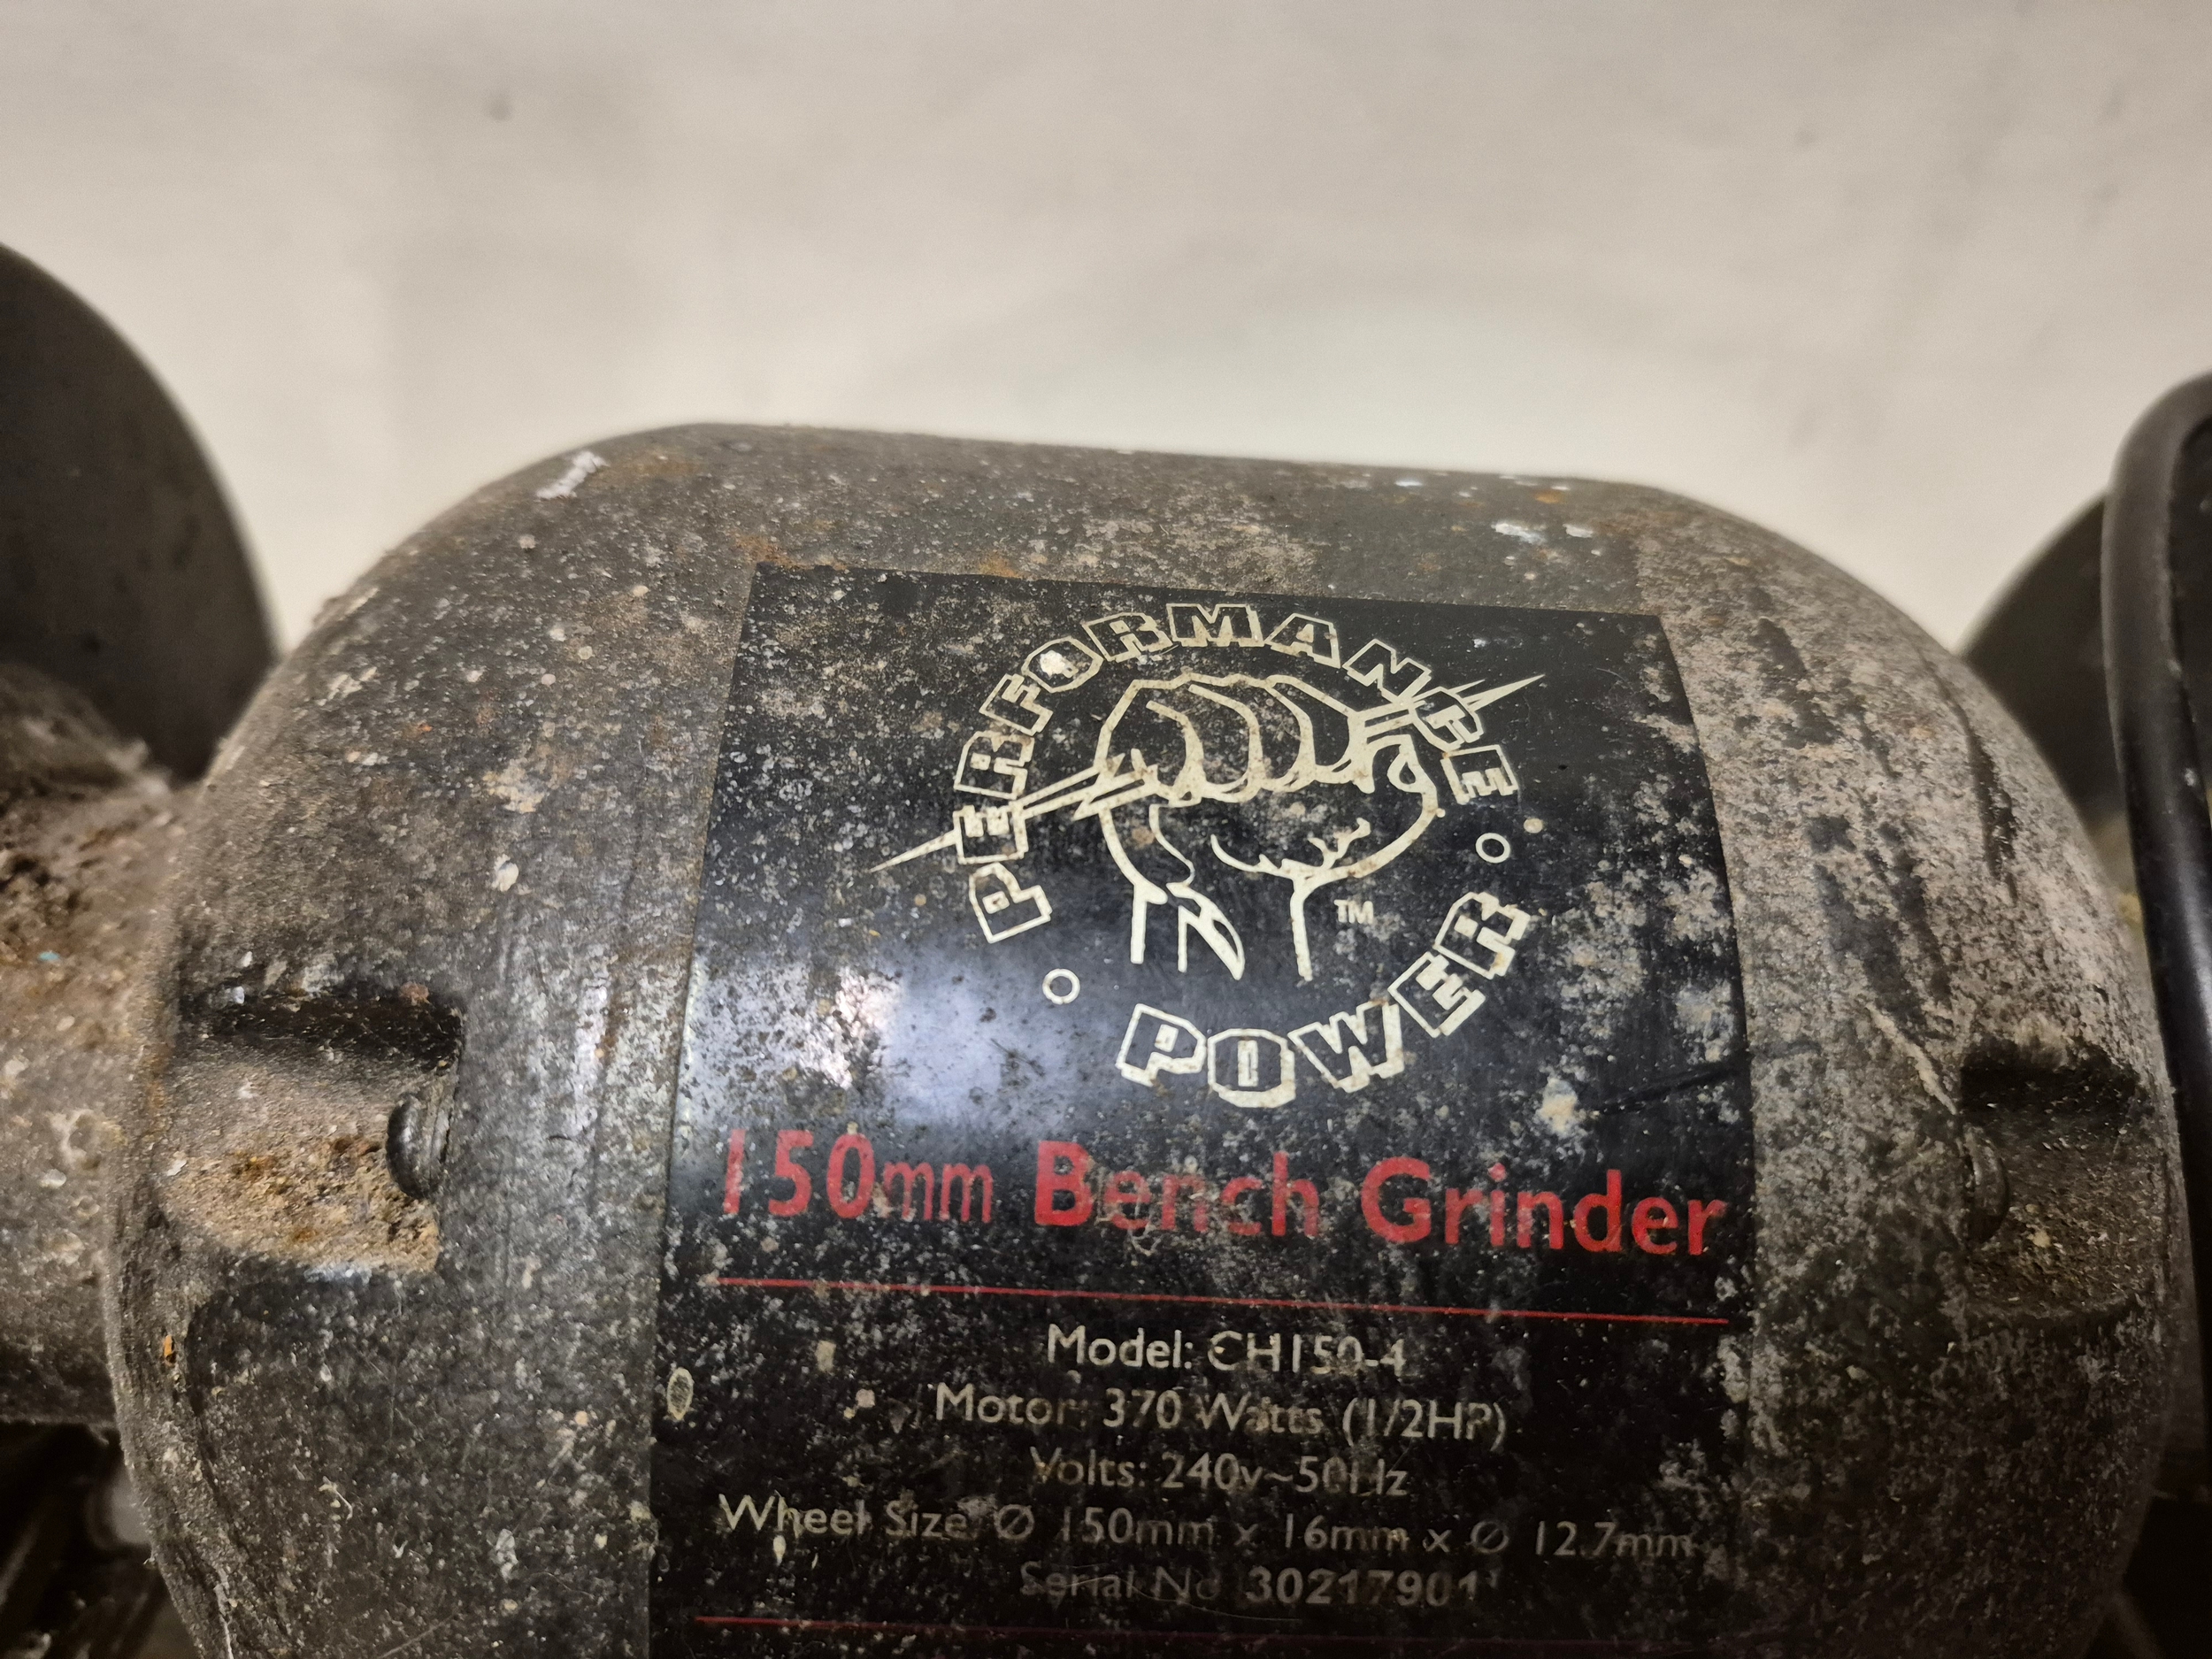 PERFORMANCE
POWER
TM
150mm Bench Grinder
Model: CH150-4
Motor: 370 Watts (1/2HP)
Volts: 240v~50Hz
Wheel Size Ø 150mm x 16mm x Ø 12.7mm
Serial No 30217901